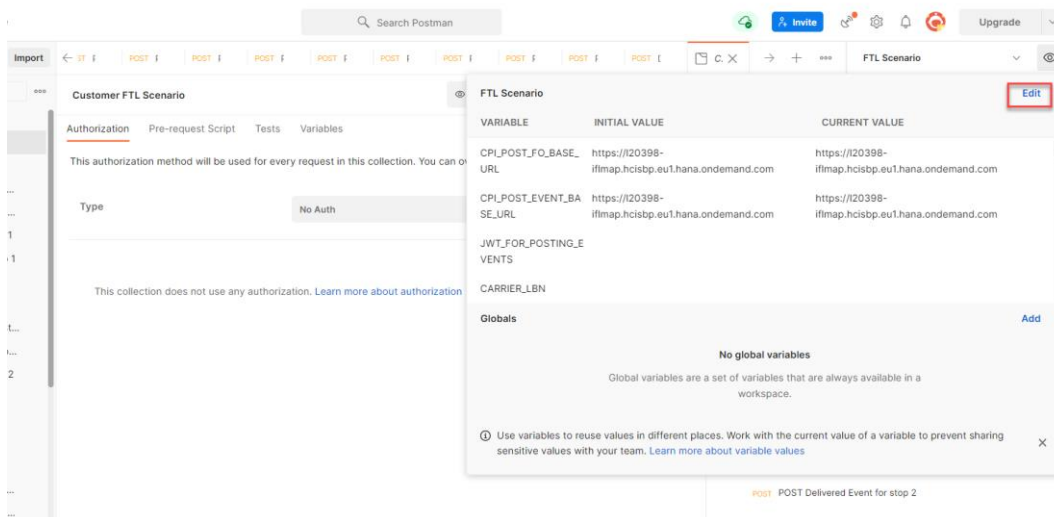 Search Postman
Invite
Upgrade
Import
POST
POST
POST
POST
POST
POST
POST
POST
POST
FTL Scenario
Customer FTL Scenario
FTL Scenario
Edit
Authorization Pre-request Script Tests Variables
VARIABLE INITIAL VALUE CURRENT VALUE
This authorization method will be used for every request in this collection. You can
CPI_POST_FO_BASE_ https://l20398- https://l20398-
URL iflmap.hcisbp.eu1.hana.ondemand.com iflmap.hcisbp.eu1.hana.ondemand.com
CPI_POST_EVENT_BA https://l20398- https://l20398-
SE_URL iflmap.hcisbp.eu1.hana.ondemand.com iflmap.hcisbp.eu1.hana.ondemand.com
Type No Auth
JWT_FOR_POSTING_E
VENTS
1
1
CARRIER_LBN
This collection does not use any authorization. Learn more about authorization
Globals Add
No global variables
2
Global variables are a set of variables that are always available in a
workspace.
Use variables to reuse values in different places. Work with the current value of a variable to prevent sharing
sensitive values with your team. Learn more about variable values
POST POST Delivered Event for stop 2